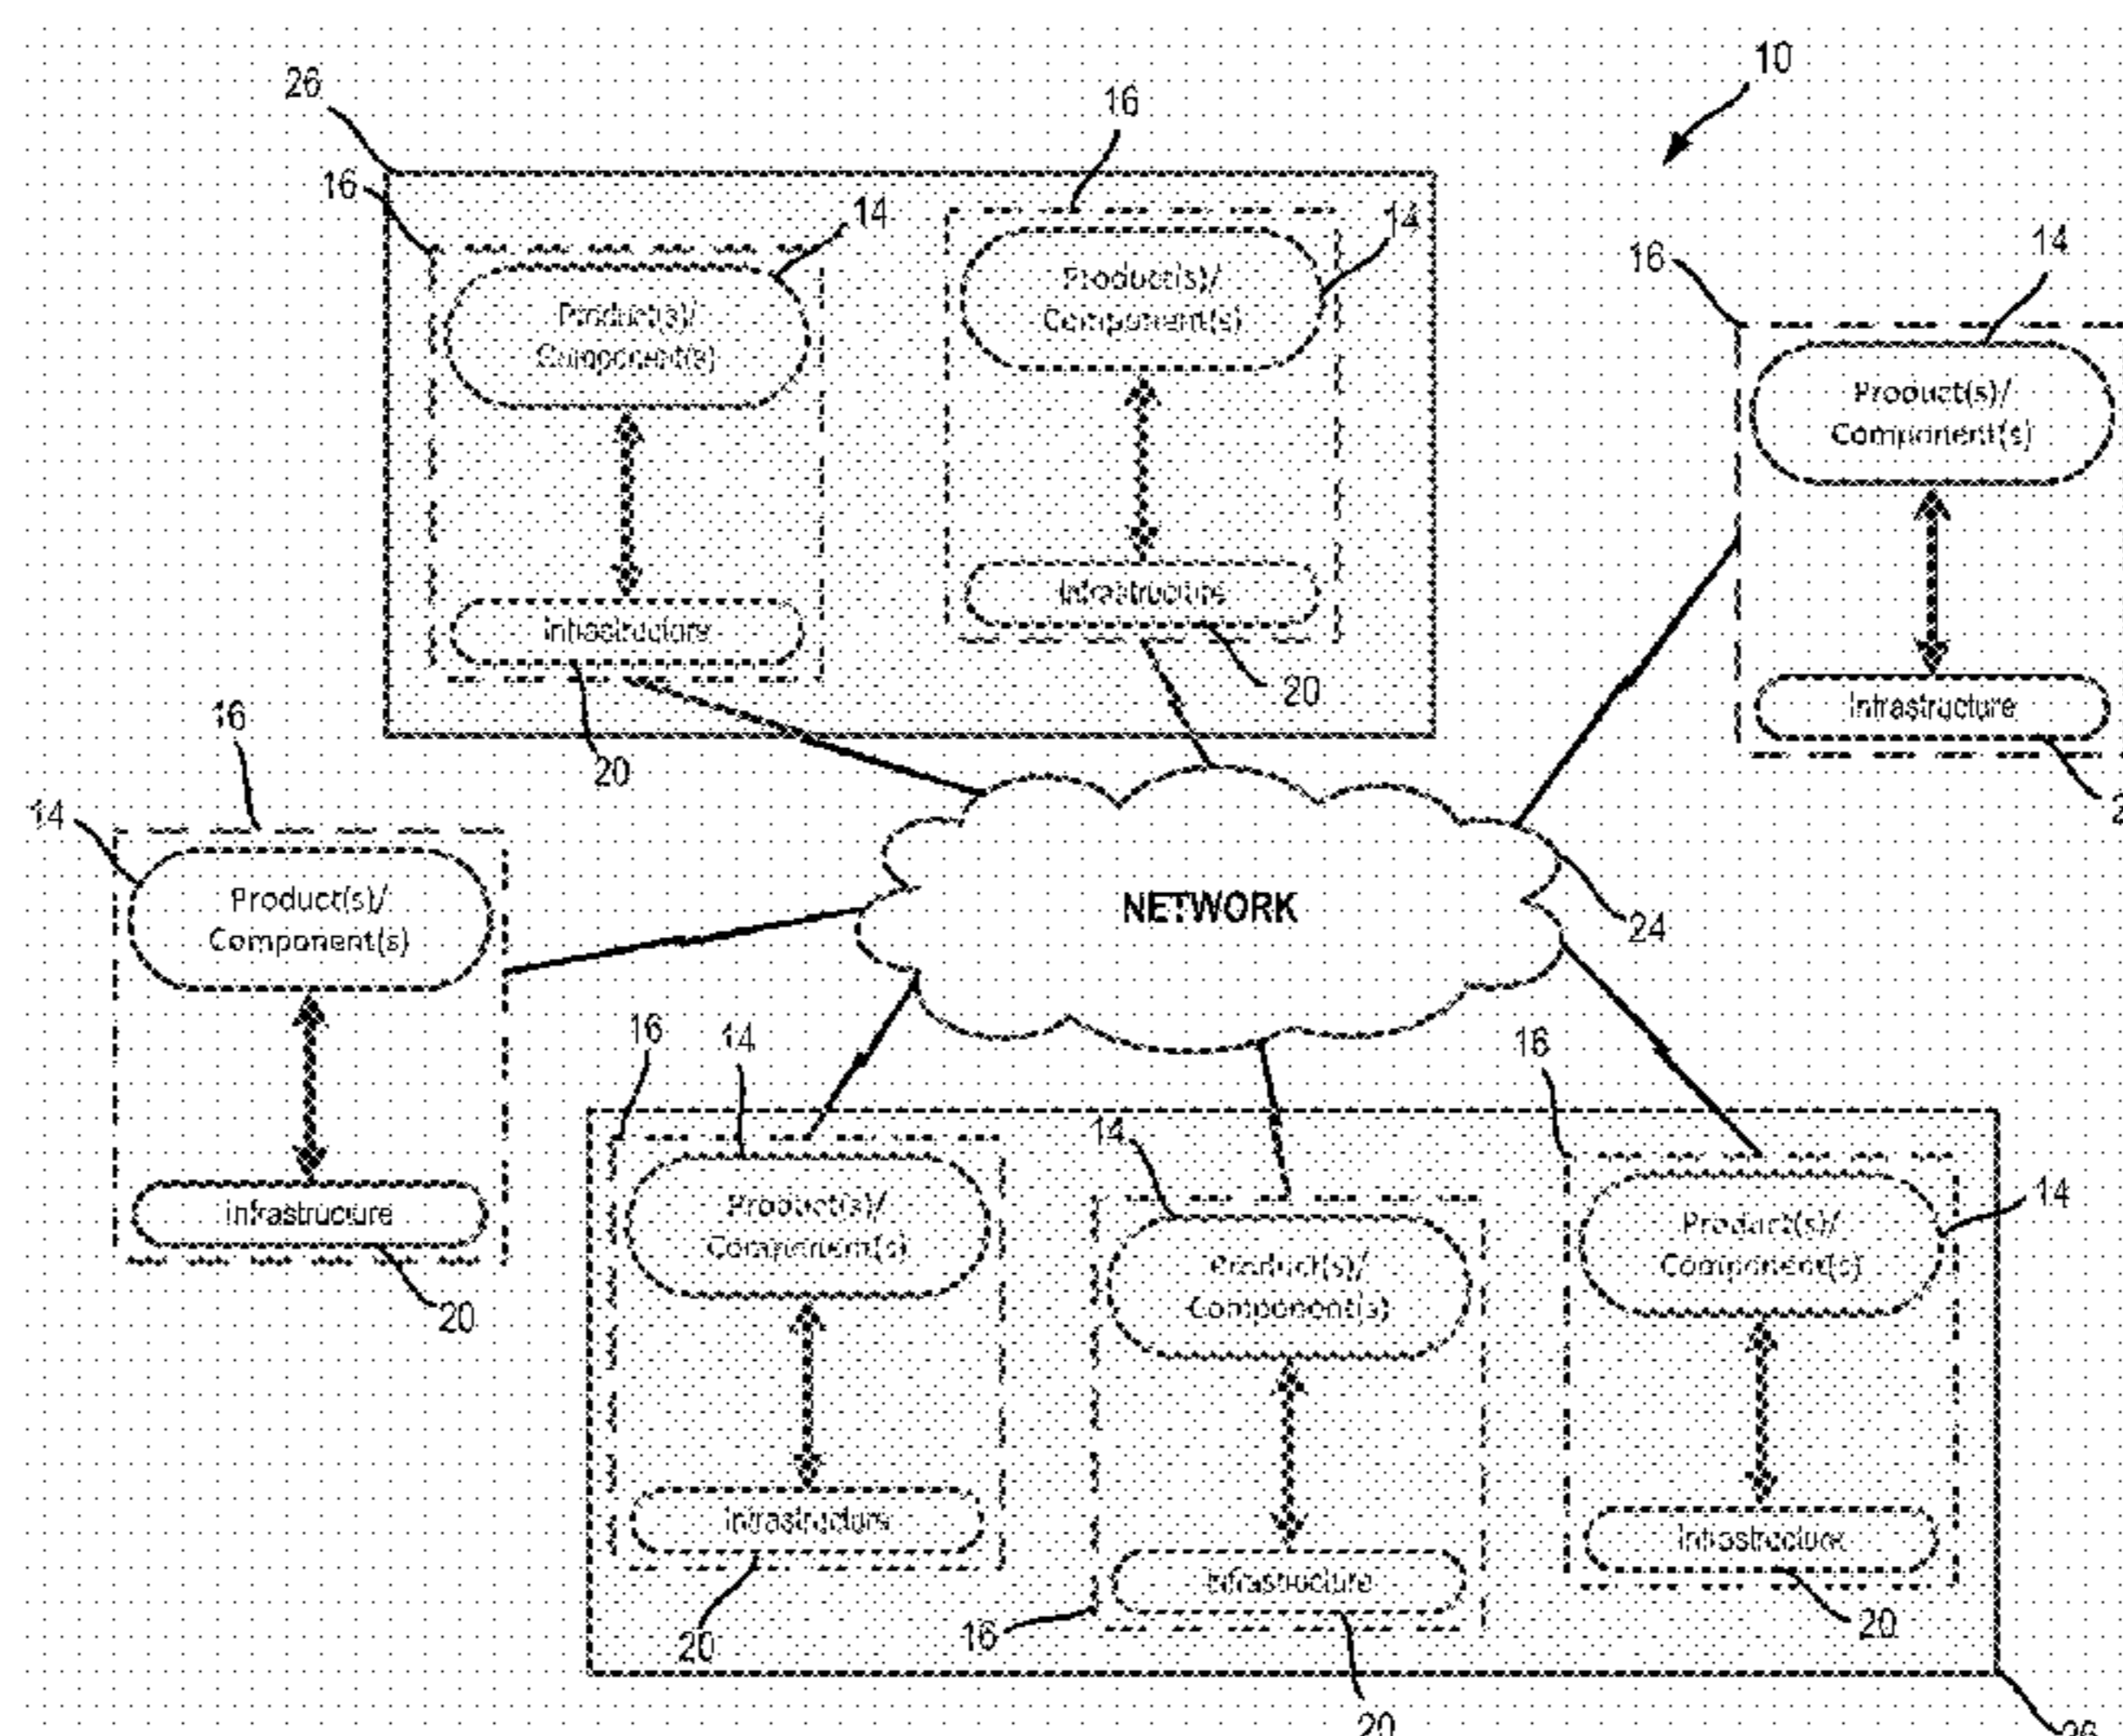 10
26
16
16
14
14
16
14
Product(s)/
Component(s)
Product(s)/
Component(s)
Product(s)/
Component(s)
Infrastructure
Infrastructure
Infrastructure
20
20
16
14
Product(s)/
Component(s)
NETWORK
24
Infrastructure
20
16
14
14
16
14
Product(s)/
Component(s)
Product(s)/
Component(s)
Product(s)/
Component(s)
Infrastructure
Infrastructure
Infrastructure
20
16
20
20
26